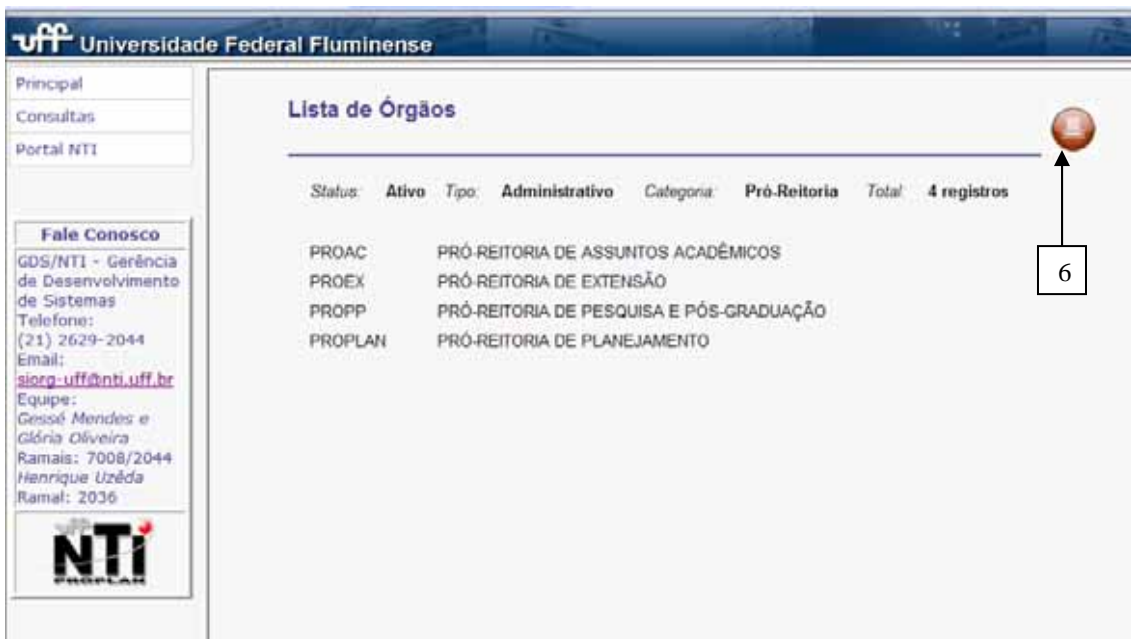 uff Universidade Federal Fluminense
Principal
Consultas
Portal NTI
Fale Conosco
GDS/NTI - Gerência
de Desenvolvimento
de Sistemas
Telefone:
(21) 2629-2044
Email:
siorg-uff@nti.uff.br
Equipe:
Gessé Mendes e
Glória Oliveira
Ramais: 7008/2044
Henrique Uzêda
Ramal: 2036
uff
NTi
PROPLAN
Lista de Órgãos
Status: Ativo Tipo: Administrativo Categoria: Pró-Reitoria Total: 4 registros
PROAC PRÓ-REITORIA DE ASSUNTOS ACADÊMICOS
PROEX PRÓ-REITORIA DE EXTENSÃO
PROPP PRÓ-REITORIA DE PESQUISA E PÓS-GRADUAÇÃO
PROPLAN PRÓ-REITORIA DE PLANEJAMENTO
6